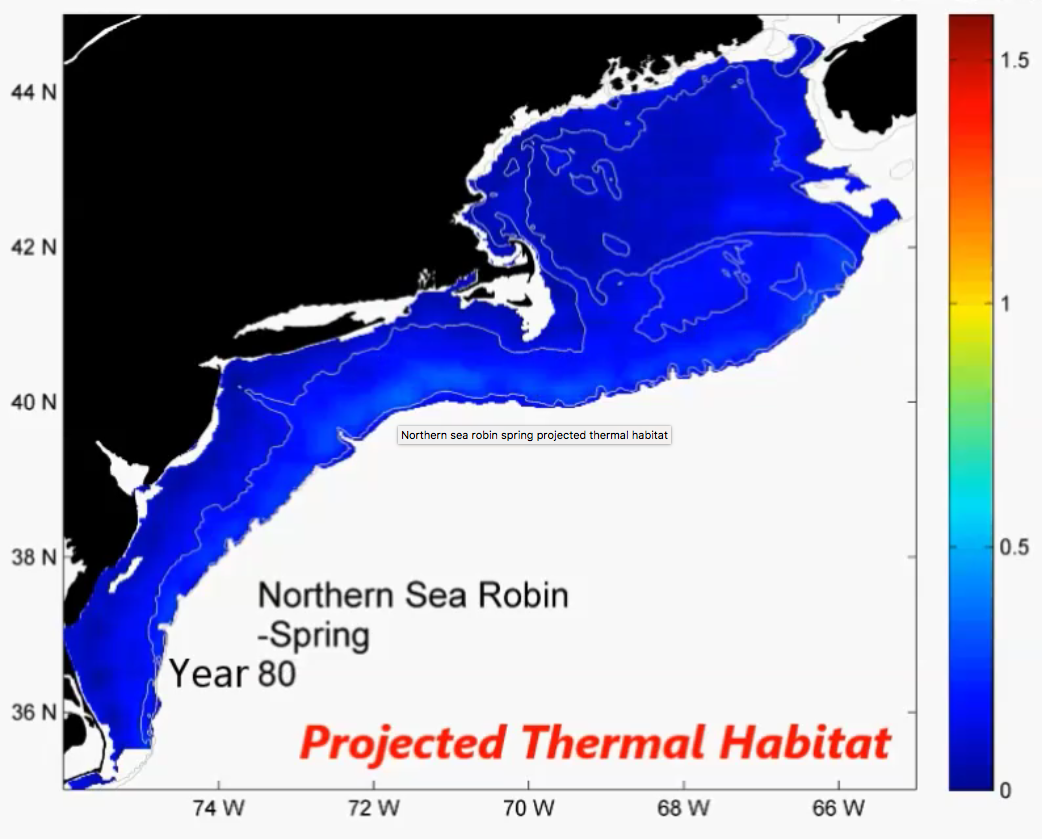 44 N
42 N
40 N
38 N
36 N
74 W
72 W
70 W
68 W
66 W
1.5
1
0.5
0
Northern sea robin spring projected thermal habitat
Northern Sea Robin
-Spring
Year 80
Projected Thermal Habitat